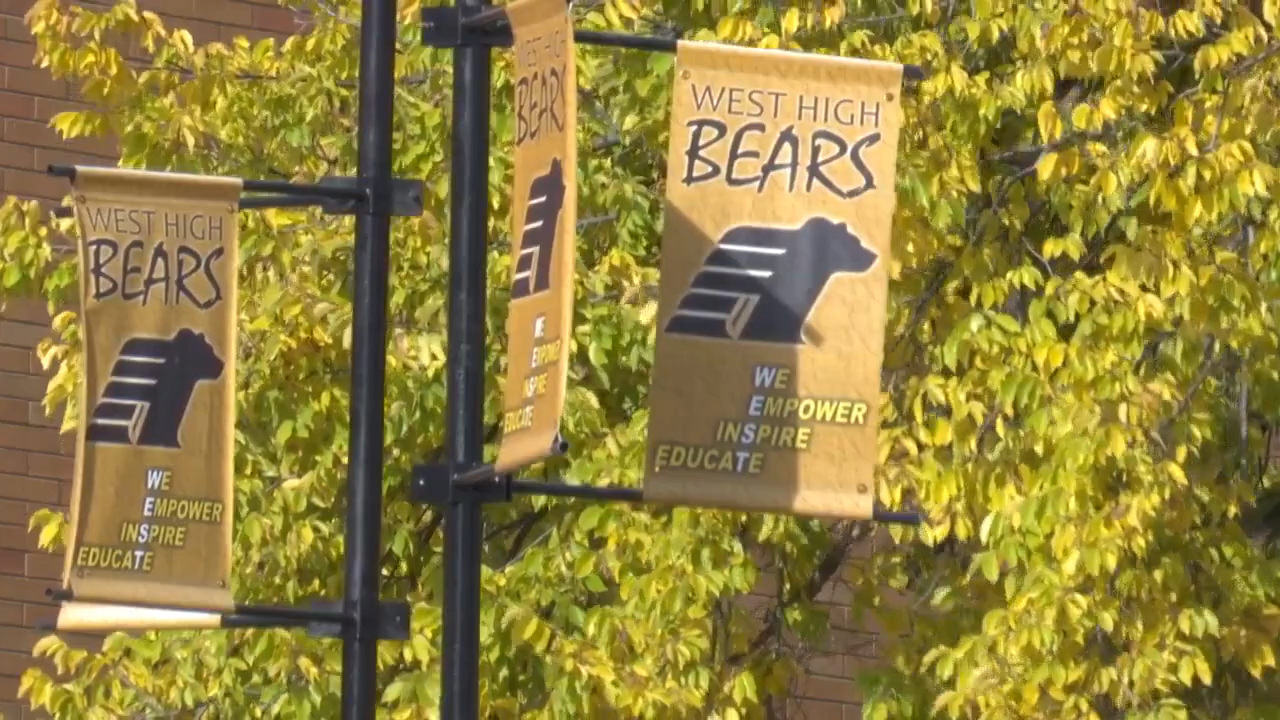 WEST HIGH
BEARS
WE
EMPOWER
INSPIRE
EDUCATE
WEST HIGH
BEARS
WE
EMPOWER
INSPIRE
EDUCATE
WEST HIGH
BEARS
WE
EMPOWER
INSPIRE
EDUCATE